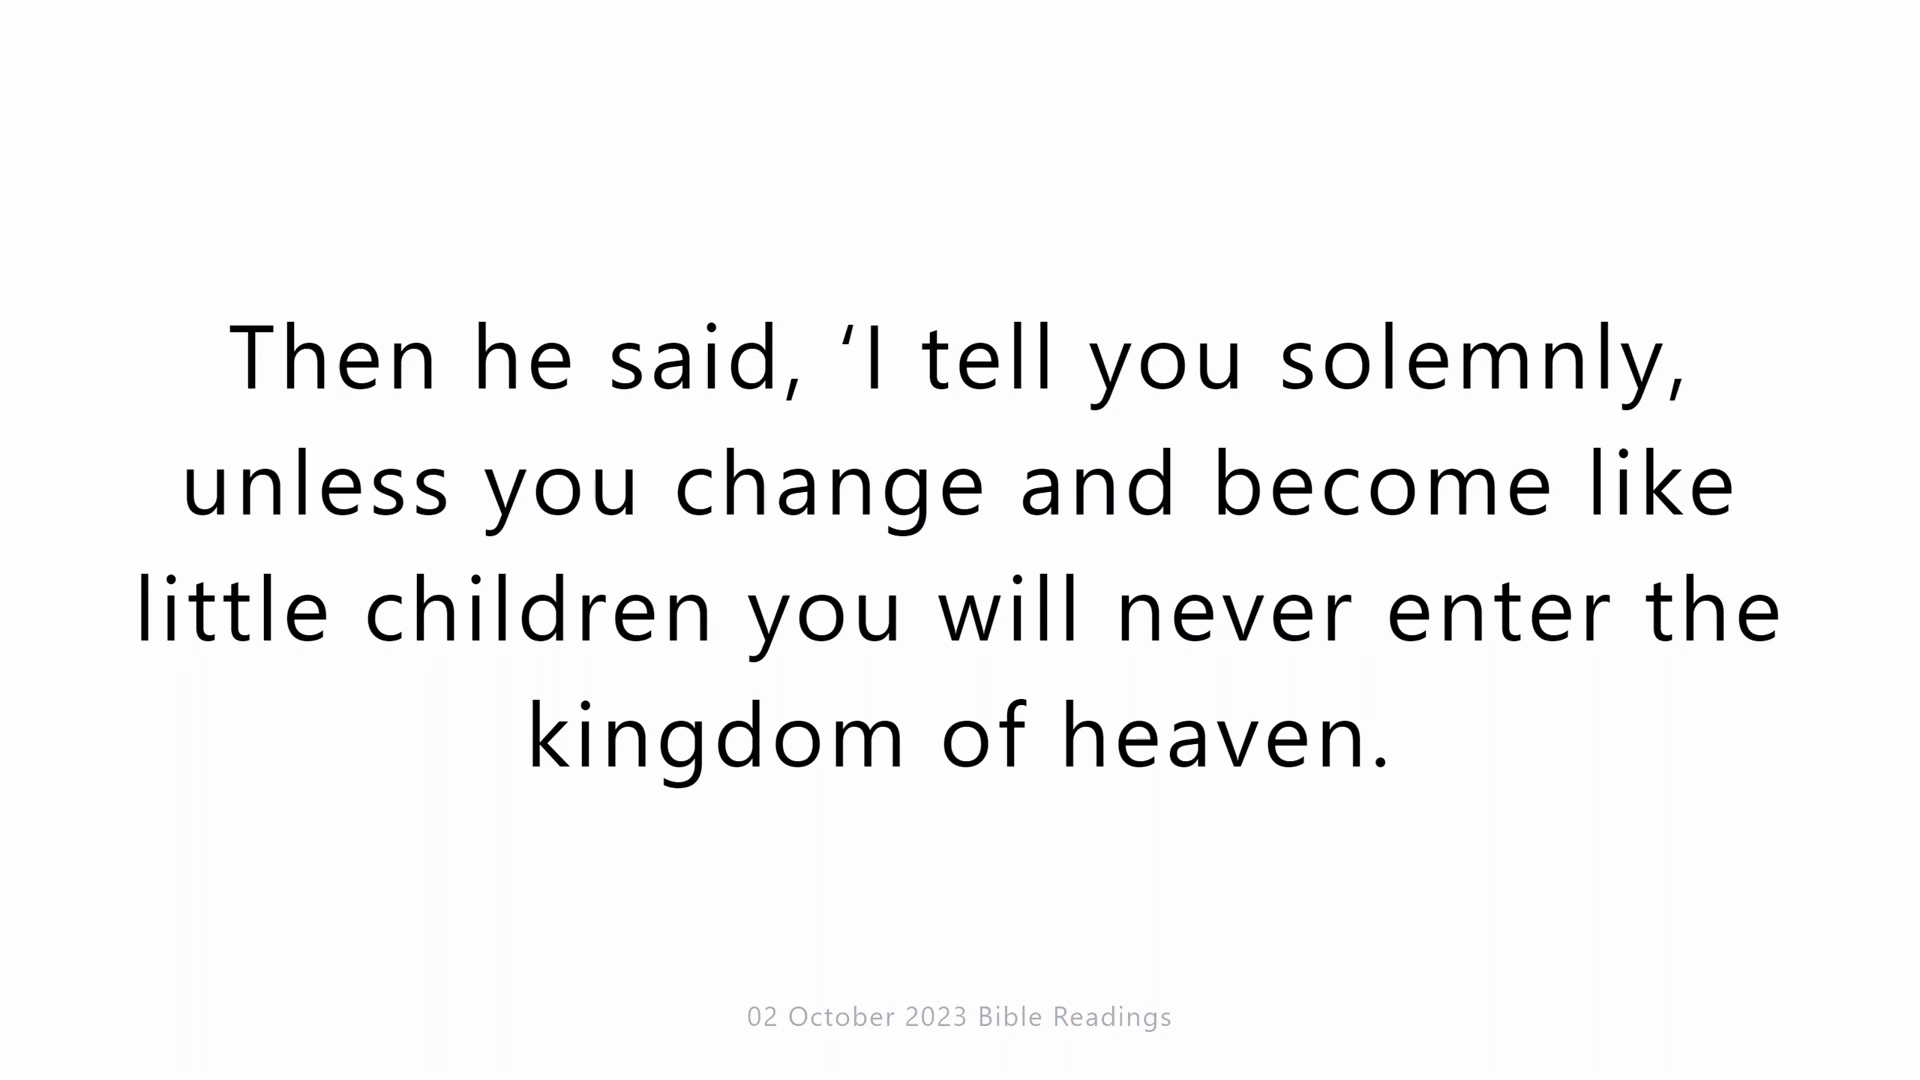 Then he said, ‘I tell you solemnly,
unless you change and become like
little children you will never enter the
kingdom of heaven.
02 October 2023 Bible Readings